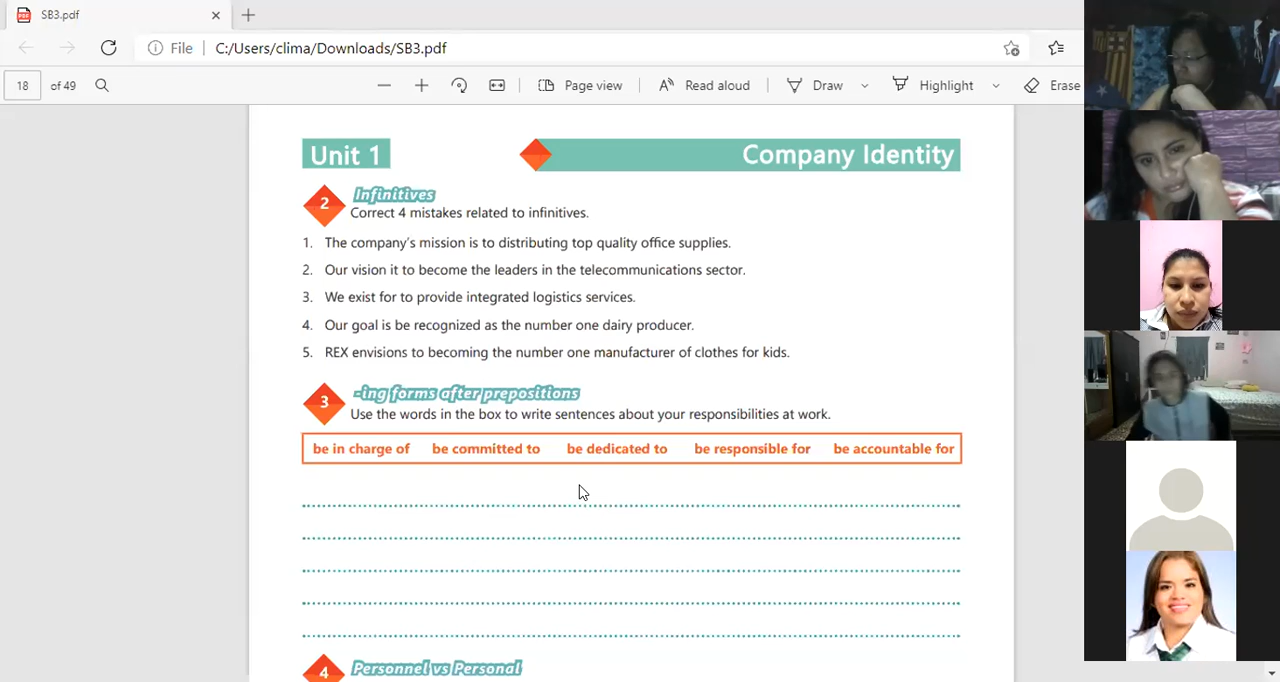 SB3.pdf
File C:/Users/clima/Downloads/SB3.pdf
18 of 49 Page view Read aloud Draw Highlight Erase
Unit 1 Company Identity
2 Infinitives
Correct 4 mistakes related to infinitives.
1. The company's mission is to distributing top quality office supplies.
2. Our vision it to become the leaders in the telecommunications sector.
3. We exist for to provide integrated logistics services.
4. Our goal is be recognized as the number one dairy producer.
5. REX envisions to becoming the number one manufacturer of clothes for kids.
3 -ing forms after prepositions
Use the words in the box to write sentences about your responsibilities at work.
be in charge of be committed to be dedicated to be responsible for be accountable for
4 Personnel vs Personal